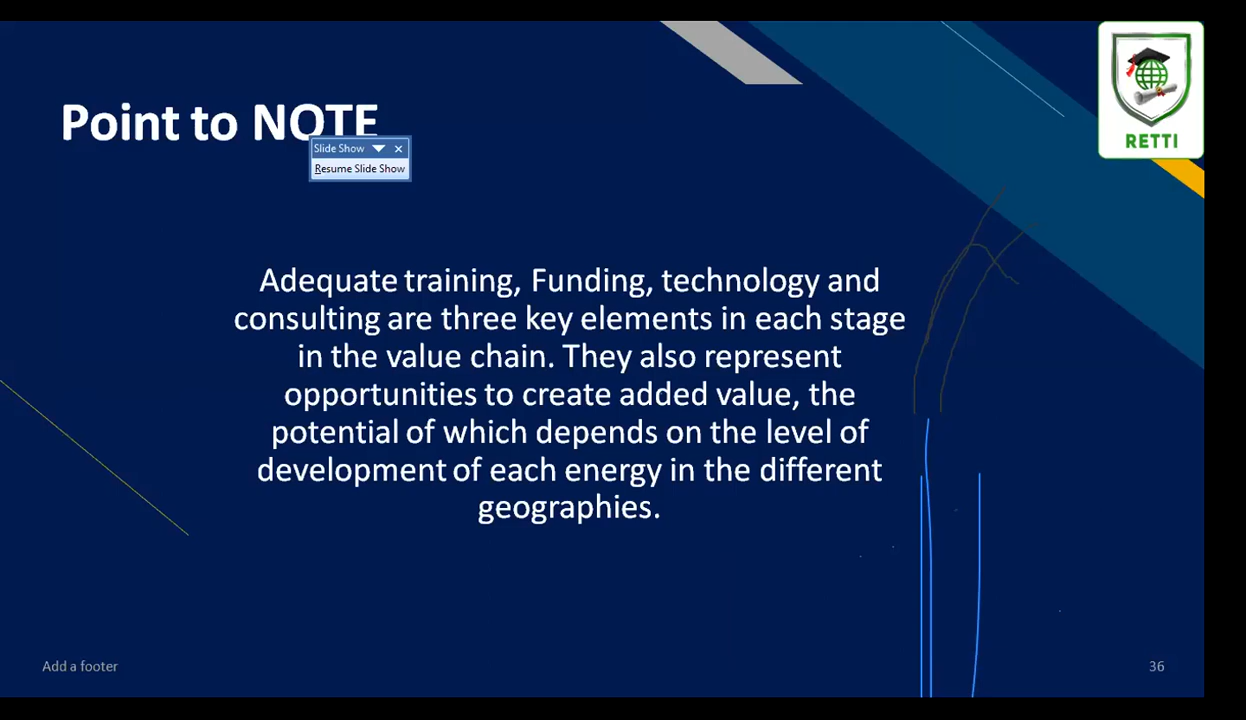 Point to NOTE
Slide Show
Resume Slide Show
RETTI
Adequate training, Funding, technology and
consulting are three key elements in each stage
in the value chain. They also represent
opportunities to create added value, the
potential of which depends on the level of
development of each energy in the different
geographies.
Add a footer
36